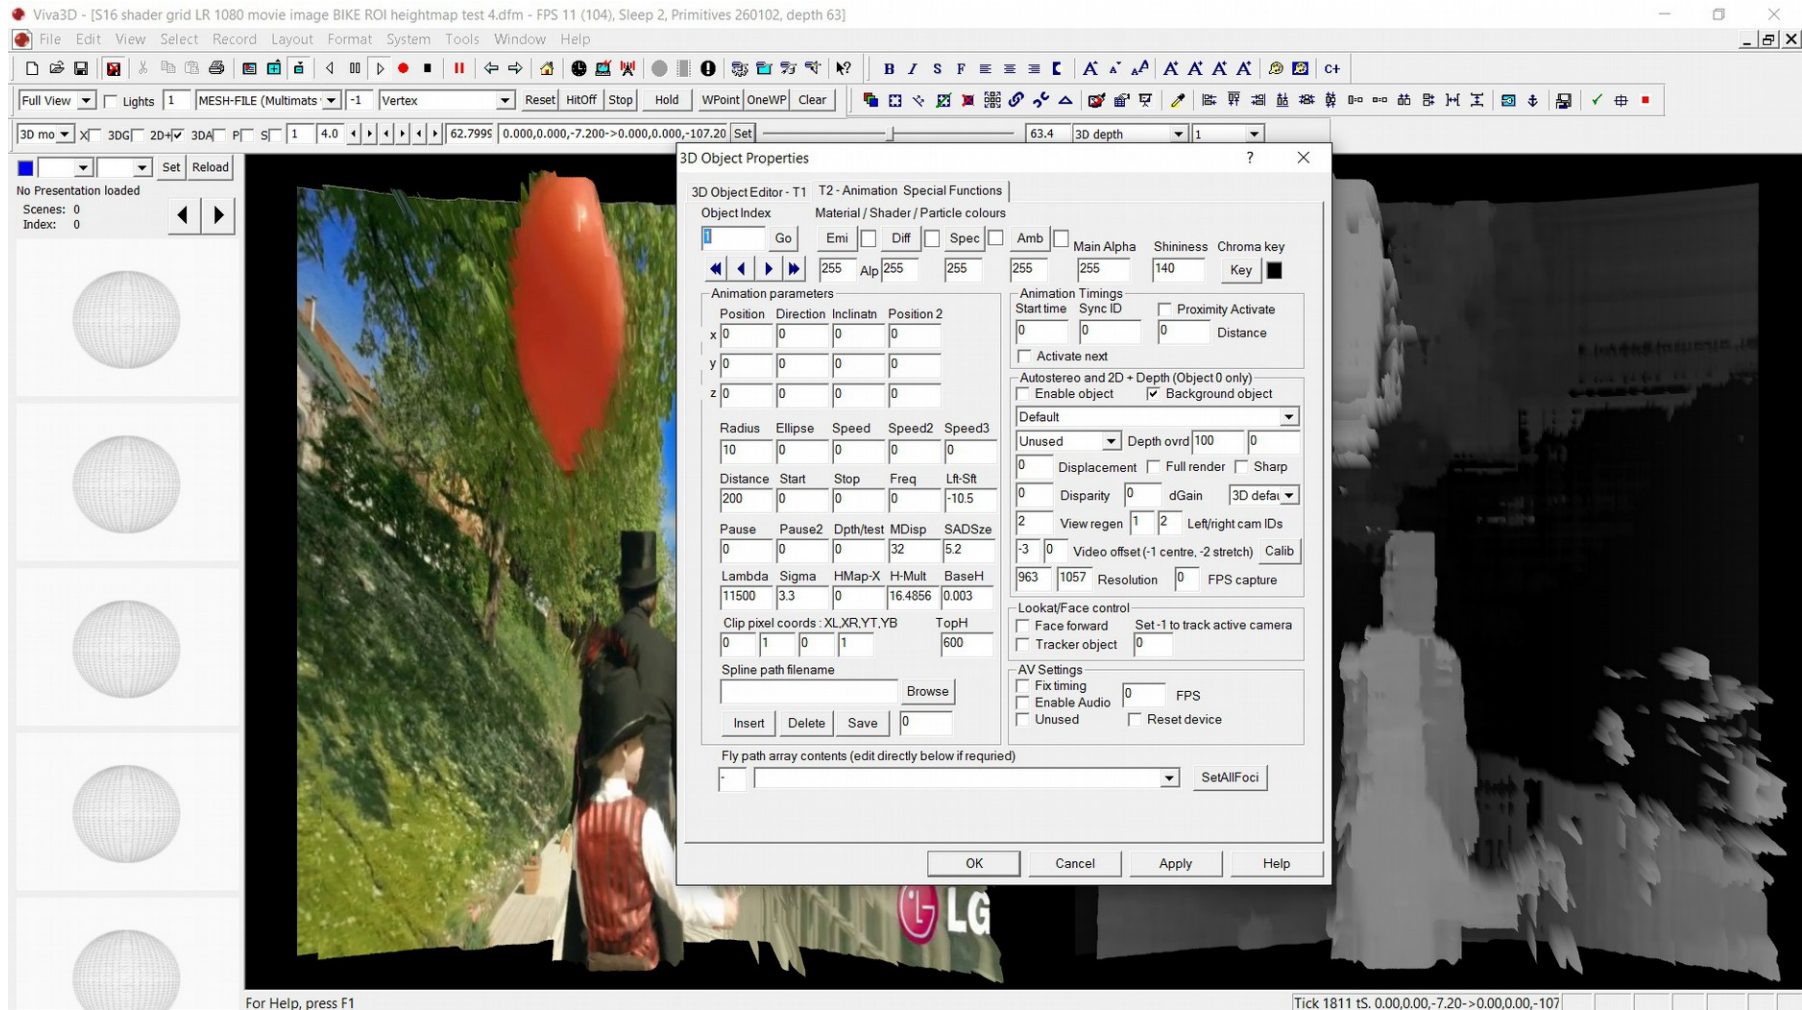 Viva3D - [S16 shader grid LR 1080 movie image BIKE ROI heightmap test 4.dfm - FPS 11 (104), Sleep 2, Primitives 260102, depth 63]
File Edit View Select Record Layout Format System Tools Window Help
B I S F C+
Full View Lights 1 MESH-FILE (Multimats -1 Vertex Reset HitOff Stop Hold WPoint OneWP Clear
3D mo X 3DG 2D+ 3DA P S 1 4.0 62.799 0.000,0.000,-7.200->0.000,0.000,-107.20 Set 63.4 3D depth 1
Set Reload
No Presentation loaded
Scenes: 0
Index: 0
3D Object Properties ?
3D Object Editor - T1 T2 - Animation Special Functions
Object Index Material / Shader / Particle colours
1 Go Emi Diff Spec Amb Main Alpha Shininess Chroma key
255 Alp 255 255 255 255 140 Key
Animation parameters
Position Direction Inclinatn Position 2
x 0 0 0 0
y 0 0 0 0
z 0 0 0 0
Radius Ellipse Speed Speed2 Speed3
10 0 0 0 0
Distance Start Stop Freq Lft-Sft
200 0 0 0 -10.5
Pause Pause2 Dpth/test MDisp SADSze
0 0 0 32 5.2
Lambda Sigma HMap-X H-Mult BaseH
11500 3.3 0 16.4856 0.003
Clip pixel coords : XL,XR,YT,YB TopH
0 1 0 1 600
Spline path filename
Browse
Insert Delete Save 0
Animation Timings
Start time Sync ID Proximity Activate
0 0 0 Distance
Activate next
Autostereo and 2D + Depth (Object 0 only)
Enable object Background object
Default
Unused Depth ovrd 100 0
0 Displacement Full render Sharp
0 Disparity 0 dGain 3D defau
2 View regen 1 2 Left/right cam IDs
-3 0 Video offset (-1 centre, -2 stretch) Calib
963 1057 Resolution 0 FPS capture
Lookat/Face control
Face forward Set -1 to track active camera
Tracker object 0
AV Settings
Fix timing
Enable Audio 0 FPS
Unused Reset device
Fly path array contents (edit directly below if requried)
- SetAllFoci
OK Cancel Apply Help
LG
For Help, press F1
Tick 1811 tS. 0.00,0.00,-7.20->0.00,0.00,-107